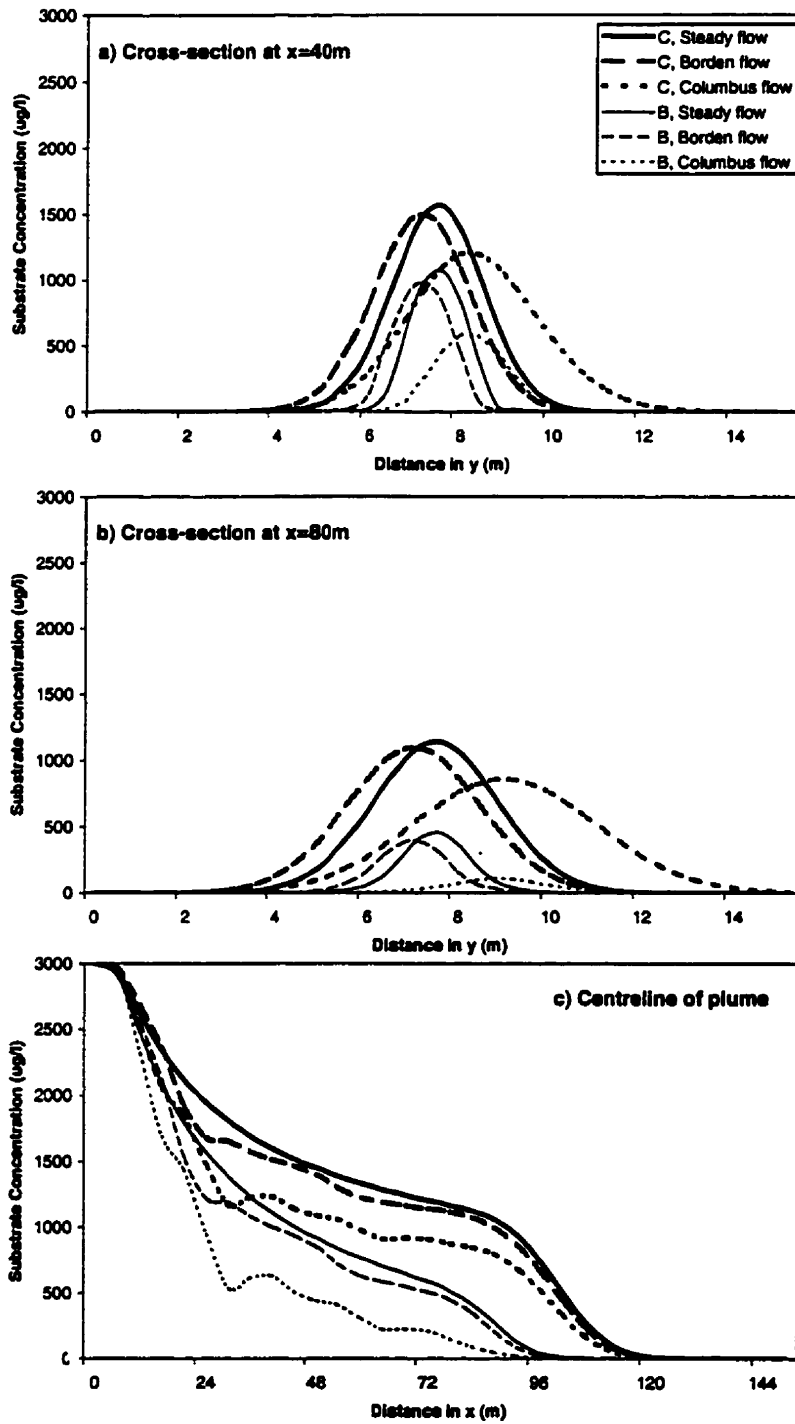 3000
a) Cross-section at x=40m
C, Steady flow
C, Borden flow
C, Columbus flow
B, Steady flow
B, Borden flow
B, Columbus flow
2500
2000
1500
1000
500
0
Substrate Concentration (ug/l)
0 2 4 6 8 10 12 14
Distance in y (m)
3000
b) Cross-section at x=80m
2500
2000
1500
1000
500
0
Substrate Concentration (ug/l)
0 2 4 6 8 10 12 14
Distance in y (m)
3000
c) Centreline of plume
2500
2000
1500
1000
500
0
Substrate Concentration (ug/l)
0 24 48 72 96 120 144
Distance in x (m)